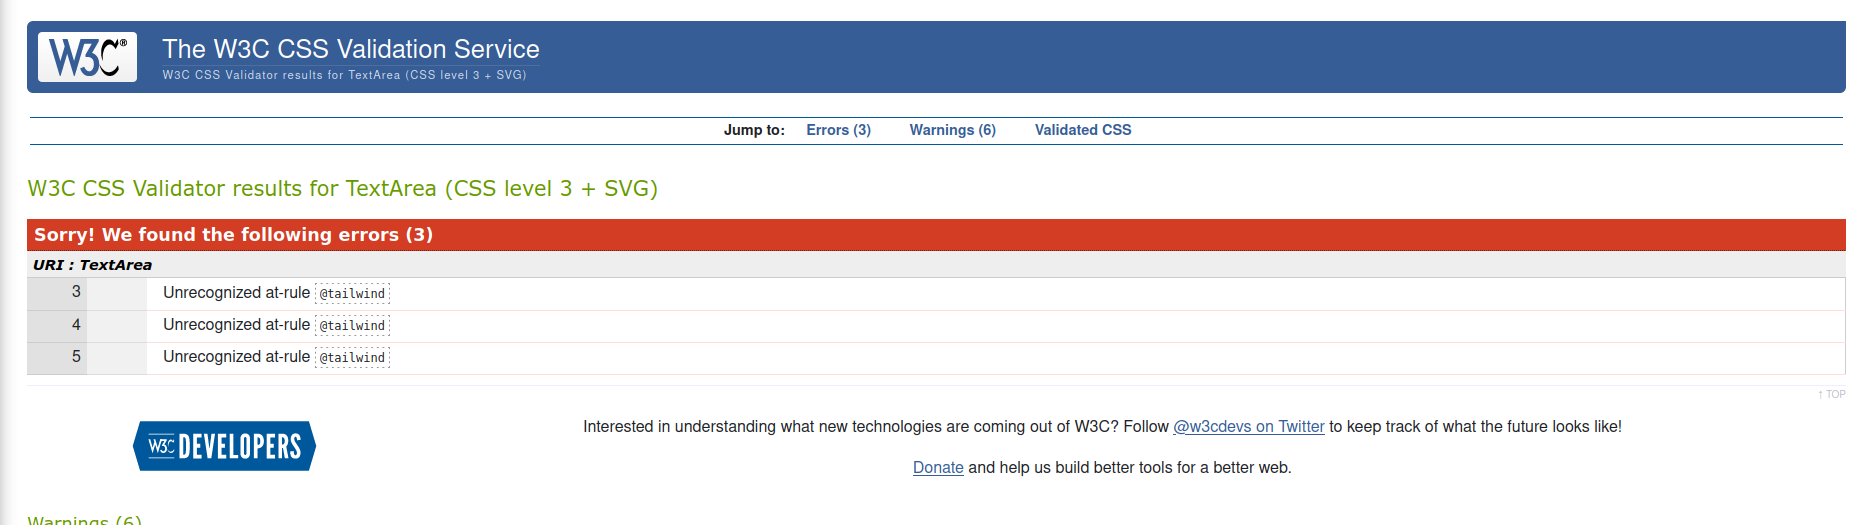 W3C®
The W3C CSS Validation Service
W3C CSS Validator results for TextArea (CSS level 3 + SVG)
Jump to: Errors (3) Warnings (6) Validated CSS
W3C CSS Validator results for TextArea (CSS level 3 + SVG)
Sorry! We found the following errors (3)
URI : TextArea
3 Unrecognized at-rule @tailwind
4 Unrecognized at-rule @tailwind
5 Unrecognized at-rule @tailwind
↑ TOP
W3C DEVELOPERS
Interested in understanding what new technologies are coming out of W3C? Follow @w3cdevs on Twitter to keep track of what the future looks like!
Donate and help us build better tools for a better web.
Warnings (6)